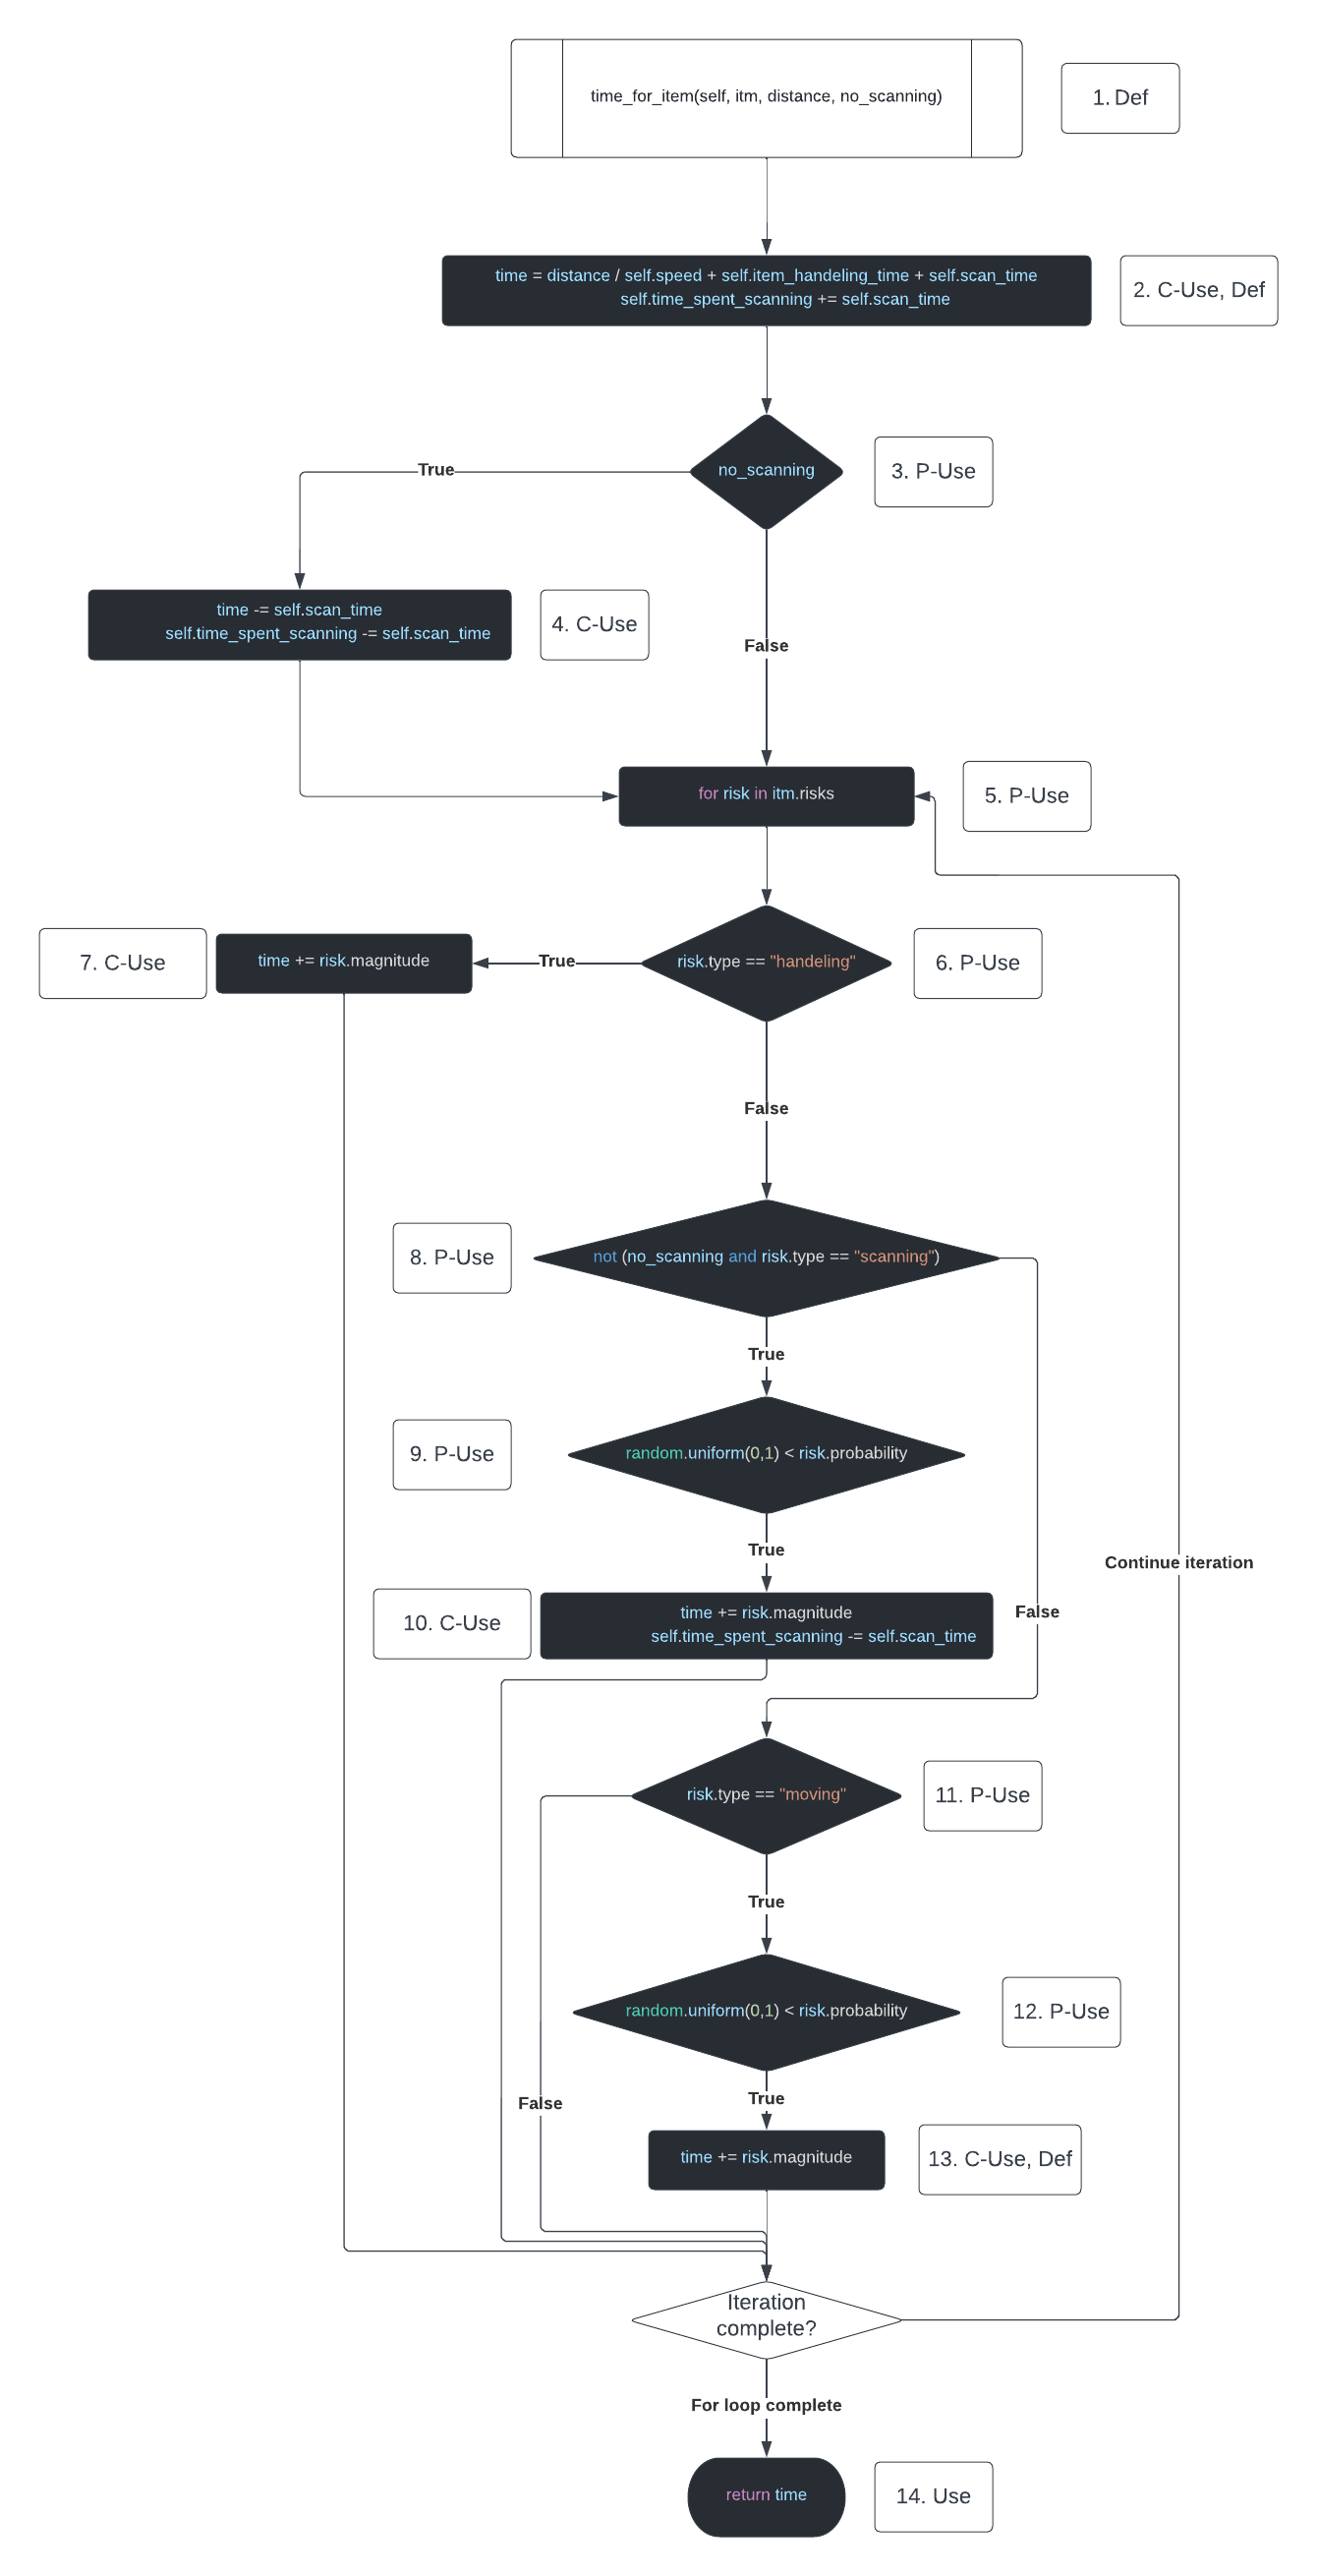 time_for_item(self, itm, distance, no_scanning)
1. Def
time = distance / self.speed + self.item_handeling_time + self.scan_time
self.time_spent_scanning += self.scan_time
2. C-Use, Def
no_scanning
3. P-Use
True
time -= self.scan_time
self.time_spent_scanning -= self.scan_time
4. C-Use
False
for risk in itm.risks
5. P-Use
7. C-Use
time += risk.magnitude
True
risk.type == "handeling"
6. P-Use
False
8. P-Use
not (no_scanning and risk.type == "scanning")
True
9. P-Use
random.uniform(0,1) < risk.probability
True
Continue iteration
10. C-Use
time += risk.magnitude
self.time_spent_scanning -= self.scan_time
False
risk.type == "moving"
11. P-Use
True
random.uniform(0,1) < risk.probability
12. P-Use
False
True
time += risk.magnitude
13. C-Use, Def
Iteration
complete?
For loop complete
return time
14. Use